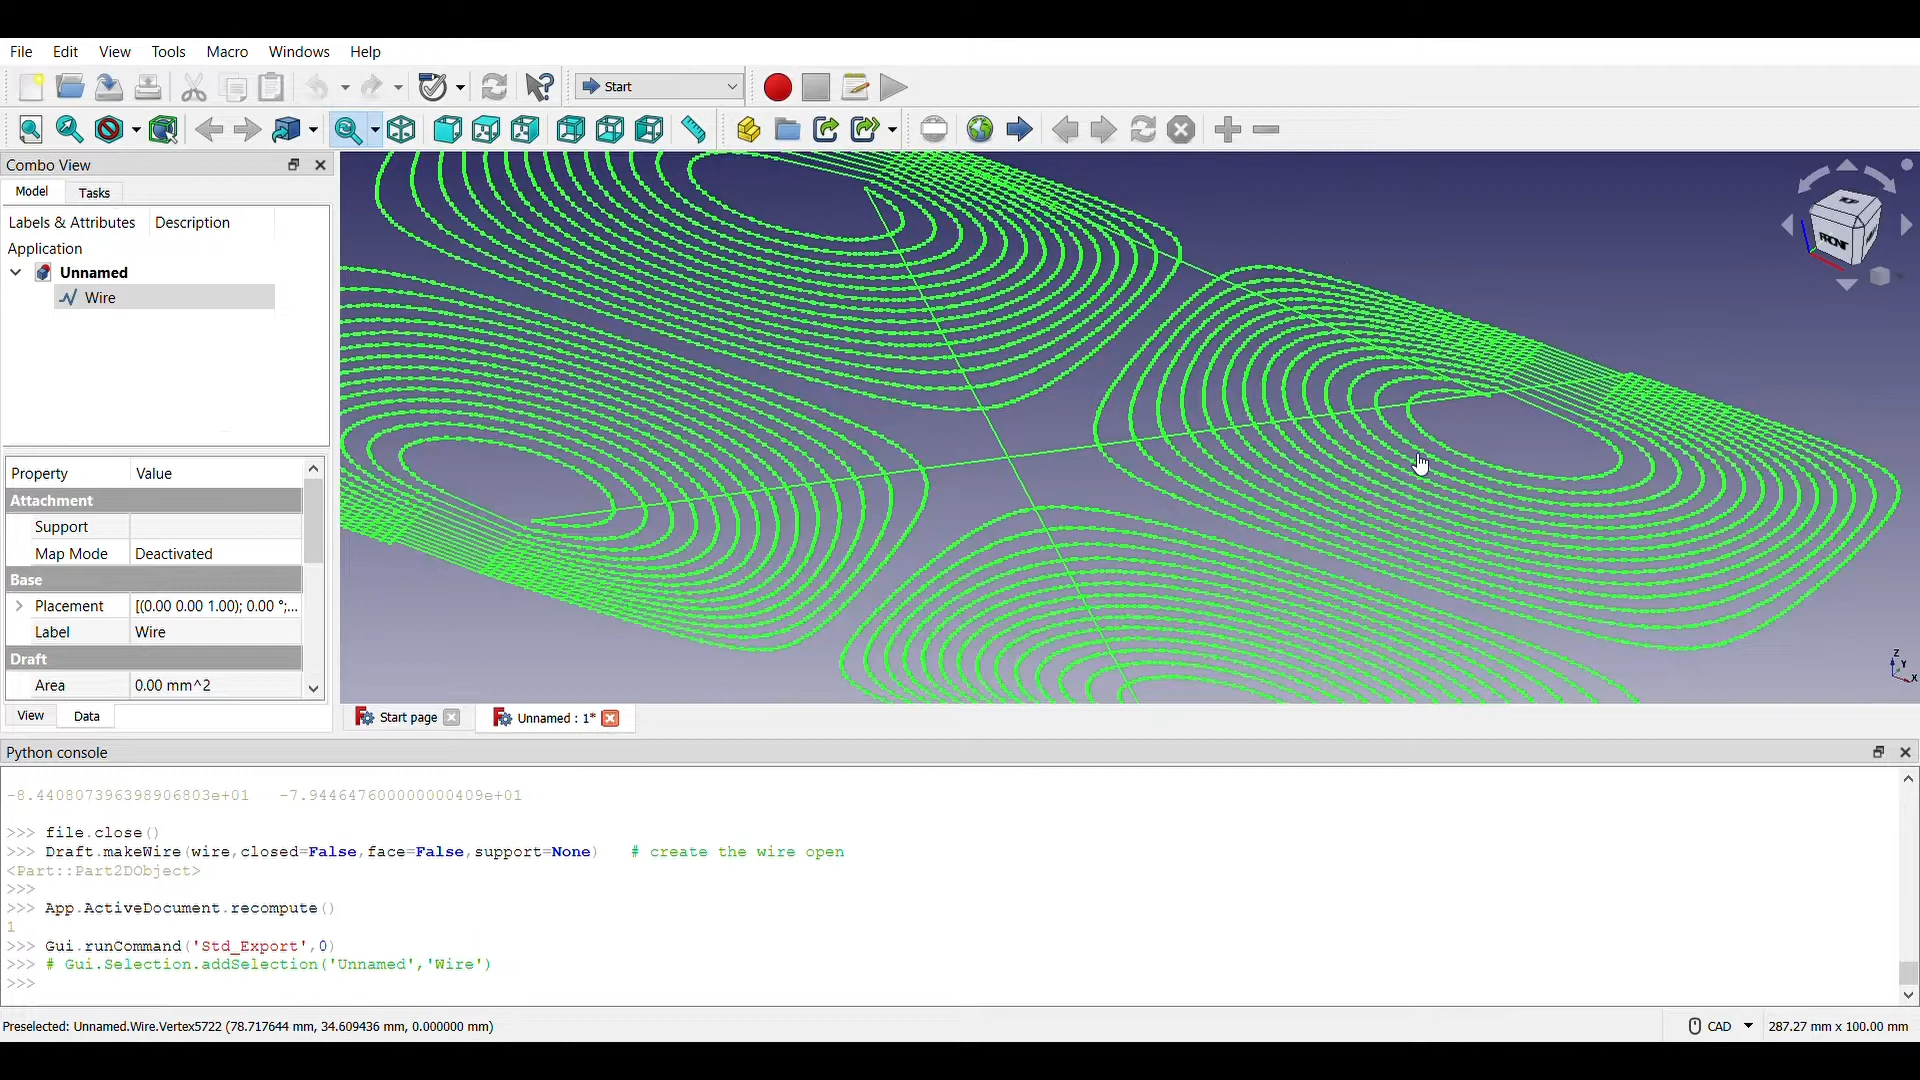 File Edit View Tools Macro Windows Help
Start
Combo View
Model Tasks
Labels & Attributes Description
Application
Unnamed
Wire
Property Value
Attachment
Support
Map Mode Deactivated
Base
Placement [(0.00 0.00 1.00); 0.00 °;...
Label Wire
Draft
Area 0.00 mm^2
View Data
TOP
FRONT
Z
Y
X
Start page Unnamed : 1*
Python console
-8.440807396398906803e+01 -7.944647600000000409e+01
>>> file.close()
>>> Draft.makeWire(wire,closed=False,face=False,support=None) # create the wire open
<Part::Part2DObject>
>>>
>>> App.ActiveDocument.recompute()
1
>>> Gui.runCommand('Std_Export',0)
>>> # Gui.Selection.addSelection('Unnamed','Wire')
>>>
Preselected: Unnamed.Wire.Vertex5722 (78.717644 mm, 34.609436 mm, 0.000000 mm)
CAD 287.27 mm x 100.00 mm